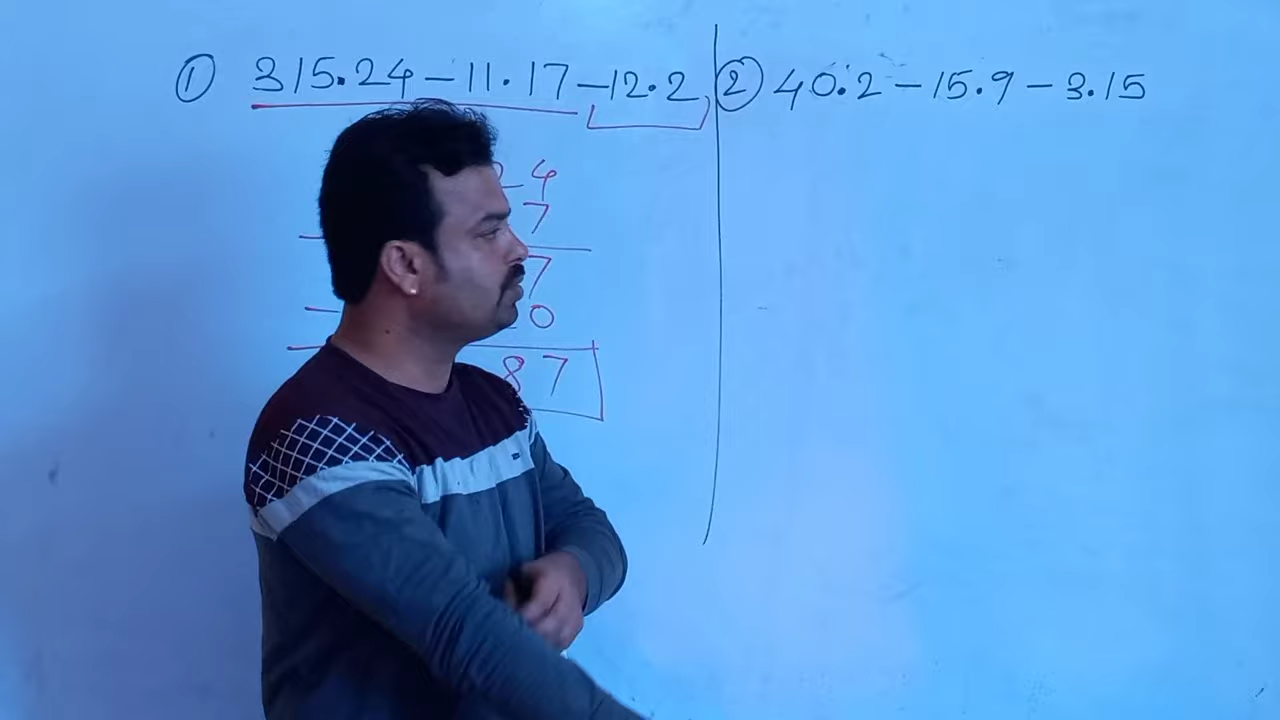 ① 315.24 - 11.17 - 12.2
4
7
7
0
87
② 40.2 - 15.9 - 3.15